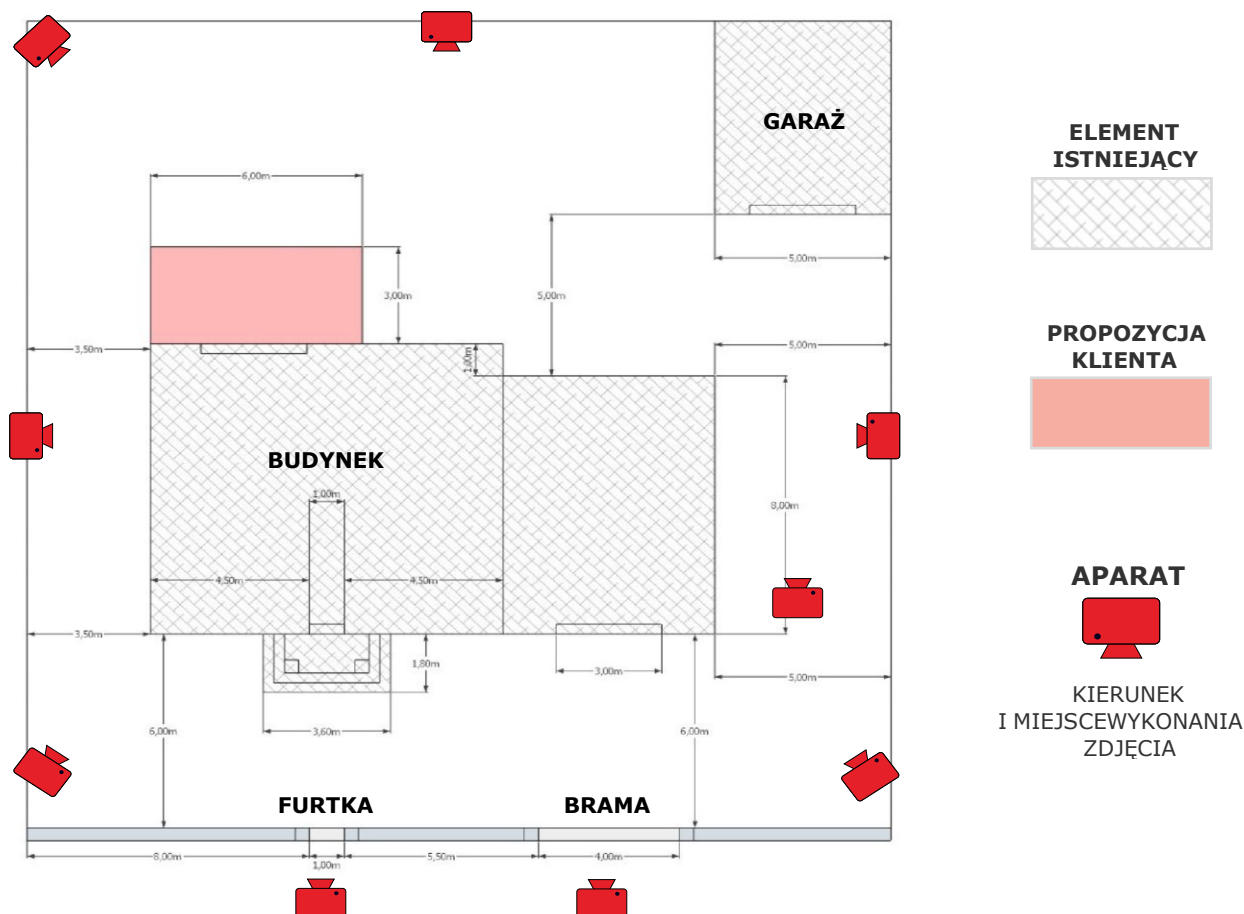 GARAŻ
6,00m
5,00m
3,00m
5,00m
3,50m
1,00m
5,00m
BUDYNEK
1,00m
8,00m
4,50m
4,50m
3,50m
1,80m
3,00m
5,00m
6,00m
3,60m
6,00m
FURTKA
BRAMA
8,00m
1,00m
5,50m
4,00m
ELEMENT
ISTNIEJĄCY
PROPOZYCJA
KLIENTA
APARAT
KIERUNEK
I MIEJSCEWYKONANIA
ZDJĘCIA